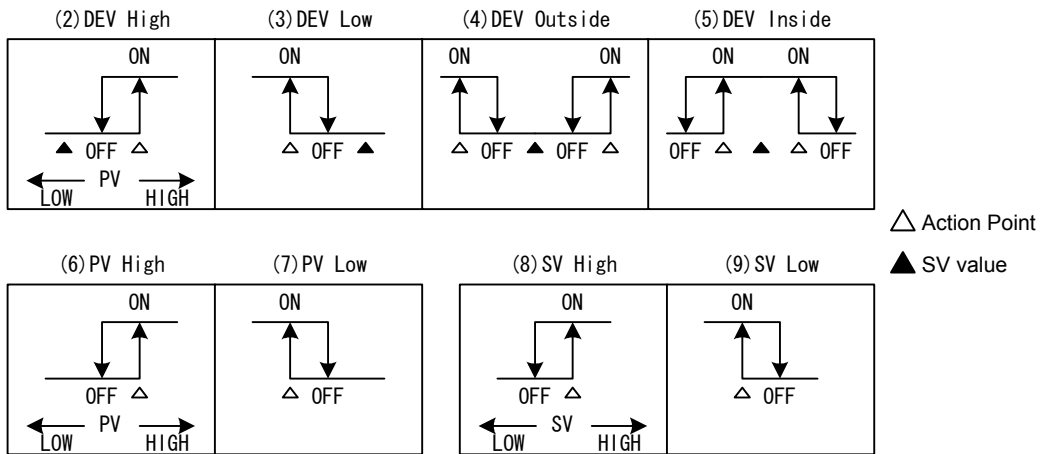 (2)DEV High (3)DEV Low (4)DEV Outside (5)DEV Inside
ON ON ON ON ON ON
▲ OFF △ △ OFF ▲ △ OFF ▲ OFF △ OFF △ ▲ △ OFF
PV
LOW HIGH
△ Action Point
▲ SV value
(6)PV High (7)PV Low (8)SV High (9)SV Low
ON ON ON ON
OFF △ △ OFF OFF △ △ OFF
PV SV
LOW HIGH LOW HIGH